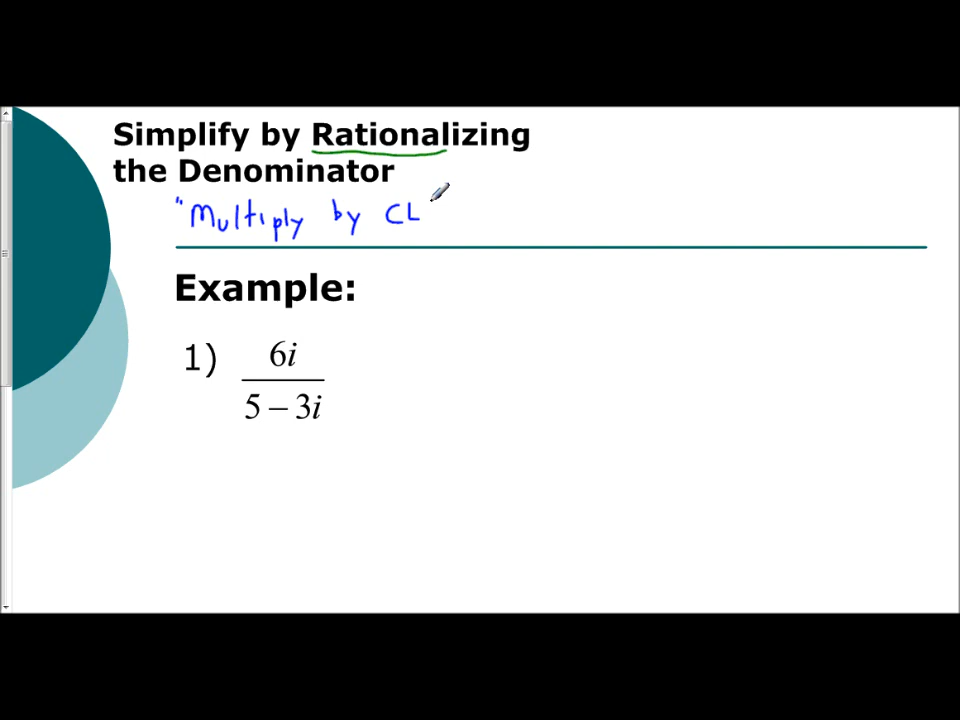 Simplify by Rationalizing
the Denominator
"Multiply by CL
Example:
1) 6i
5 – 3i